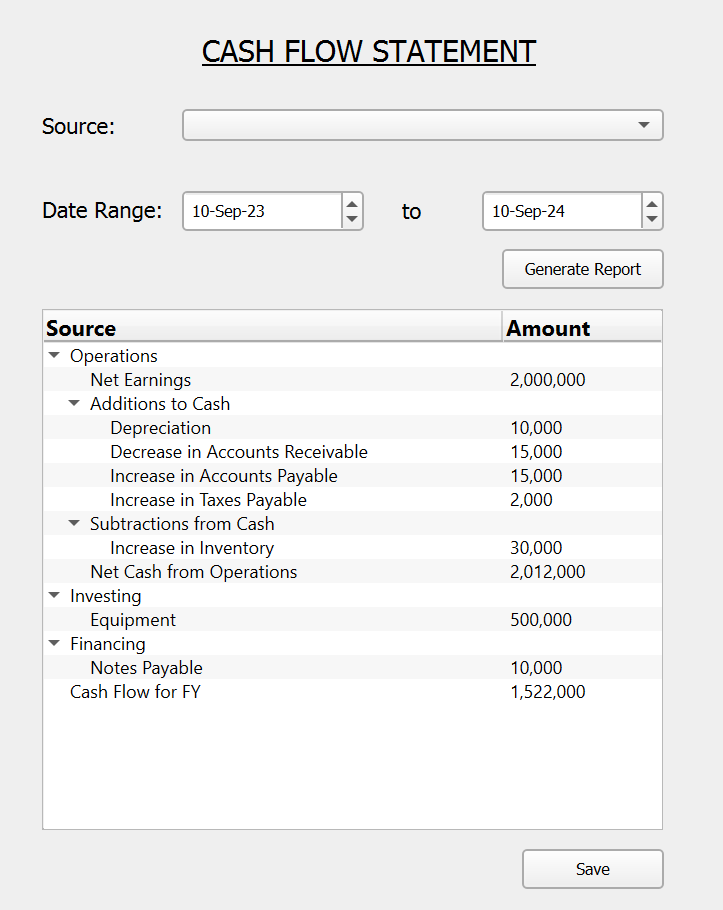 CASH FLOW STATEMENT
Source:
Date Range: 10-Sep-23 to 10-Sep-24
Generate Report
Source Amount
Operations
Net Earnings 2,000,000
Additions to Cash
Depreciation 10,000
Decrease in Accounts Receivable 15,000
Increase in Accounts Payable 15,000
Increase in Taxes Payable 2,000
Subtractions from Cash
Increase in Inventory 30,000
Net Cash from Operations 2,012,000
Investing
Equipment 500,000
Financing
Notes Payable 10,000
Cash Flow for FY 1,522,000
Save